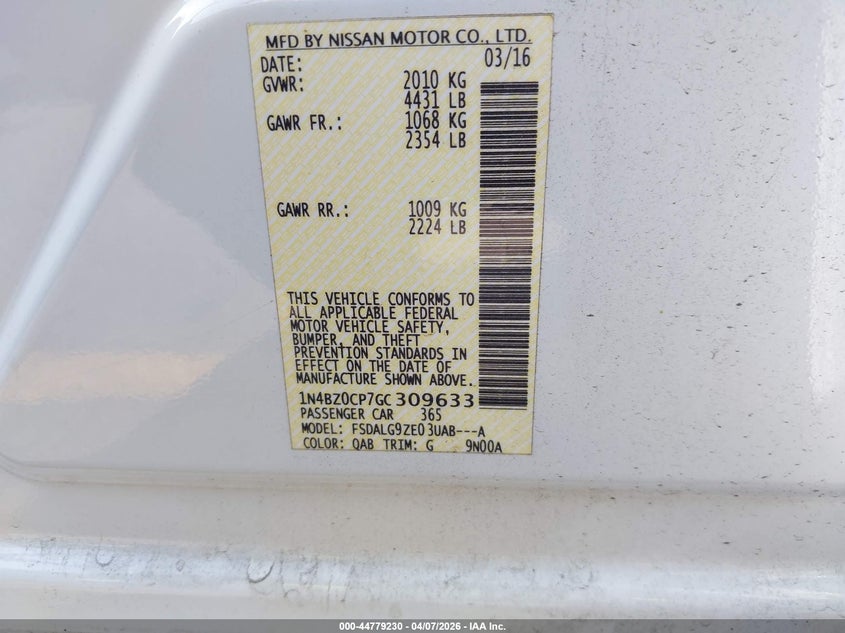 MFD BY NISSAN MOTOR CO., LTD.
DATE: 03/16
GVWR: 2010 KG
4431 LB
GAWR FR.: 1068 KG
2354 LB
GAWR RR.: 1009 KG
2224 LB
THIS VEHICLE CONFORMS TO
ALL APPLICABLE FEDERAL
MOTOR VEHICLE SAFETY,
BUMPER, AND THEFT
PREVENTION STANDARDS IN
EFFECT ON THE DATE OF
MANUFACTURE SHOWN ABOVE.
1N4BZ0CP7GC309633
PASSENGER CAR 365
MODEL: FSDALG9ZE03UAB---A
COLOR: QAB TRIM: G 9N00A
000-44779230 - 04/07/2026 - IAA Inc.